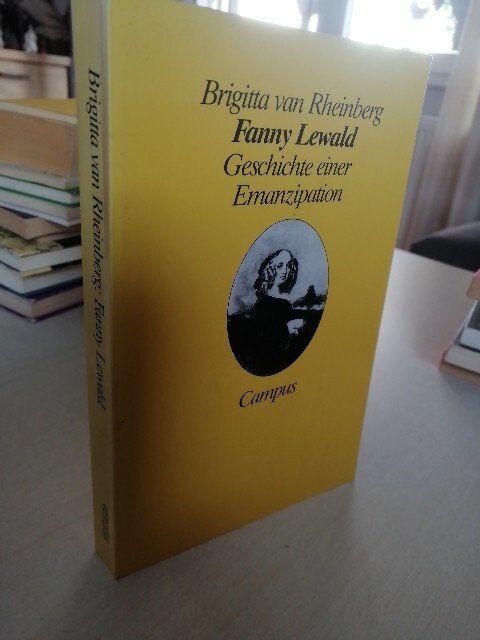 Brigitta van Rheinberg
Fanny Lewald
Geschichte einer
Emanzipation
Campus
Brigitta van Rheinberg: Fanny Lewald